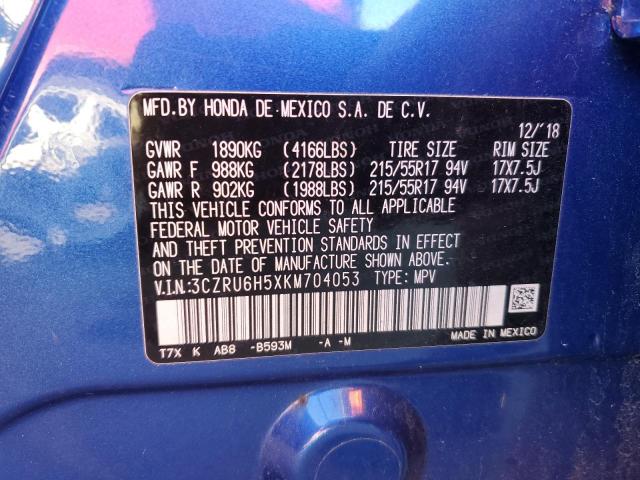 MFD.BY HONDA DE MEXICO S.A. DE C.V.
12/'18
GVWR 1890KG (4166LBS) TIRE SIZE RIM SIZE
GAWR F 988KG (2178LBS) 215/55R17 94V 17X7.5J
GAWR R 902KG (1988LBS) 215/55R17 94V 17X7.5J
THIS VEHICLE CONFORMS TO ALL APPLICABLE
FEDERAL MOTOR VEHICLE SAFETY
AND THEFT PREVENTION STANDARDS IN EFFECT
ON THE DATE OF MANUFACTURE SHOWN ABOVE.
V.I.N:3CZRU6H5XKM704053 TYPE: MPV
T7X K AB8 -B593M -A -M
MADE IN MEXICO